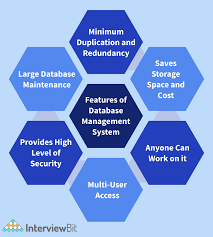 Minimum
Duplication and
Redundancy
Large Database
Maintenance
Saves
Storage
Space and
Cost
Features of
Database
Management
System
Provides High
Level of
Security
Anyone Can
Work on it
Multi-User
Access
InterviewBit